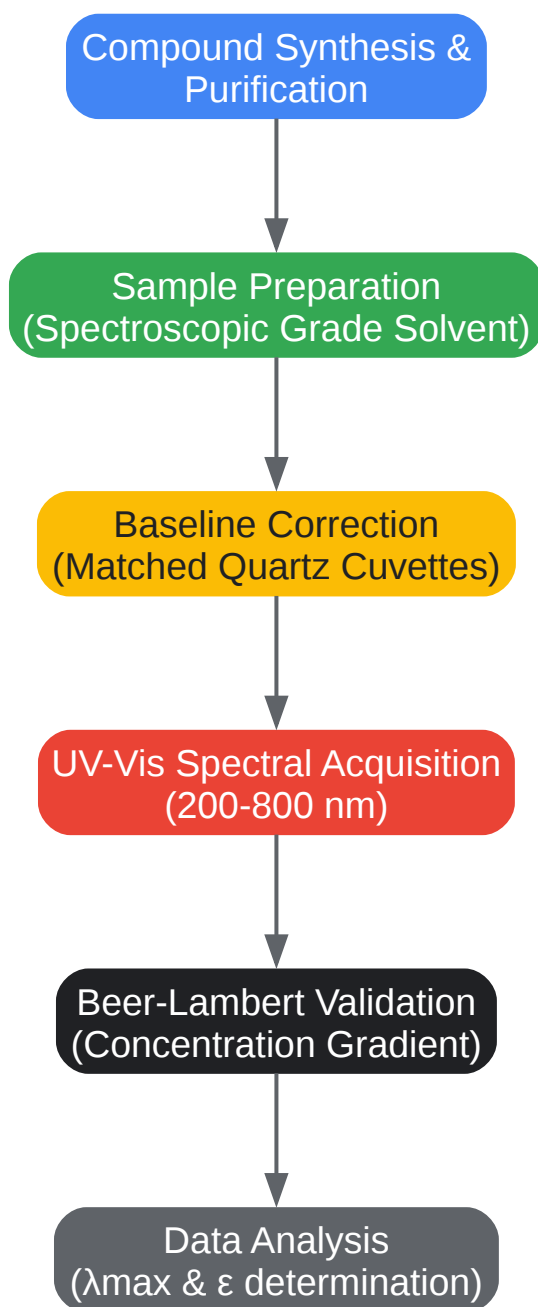 Compound Synthesis &
Purification
Sample Preparation
(Spectroscopic Grade Solvent)
Baseline Correction
(Matched Quartz Cuvettes)
UV-Vis Spectral Acquisition
(200-800 nm)
Beer-Lambert Validation
(Concentration Gradient)
Data Analysis
(λmax & ε determination)